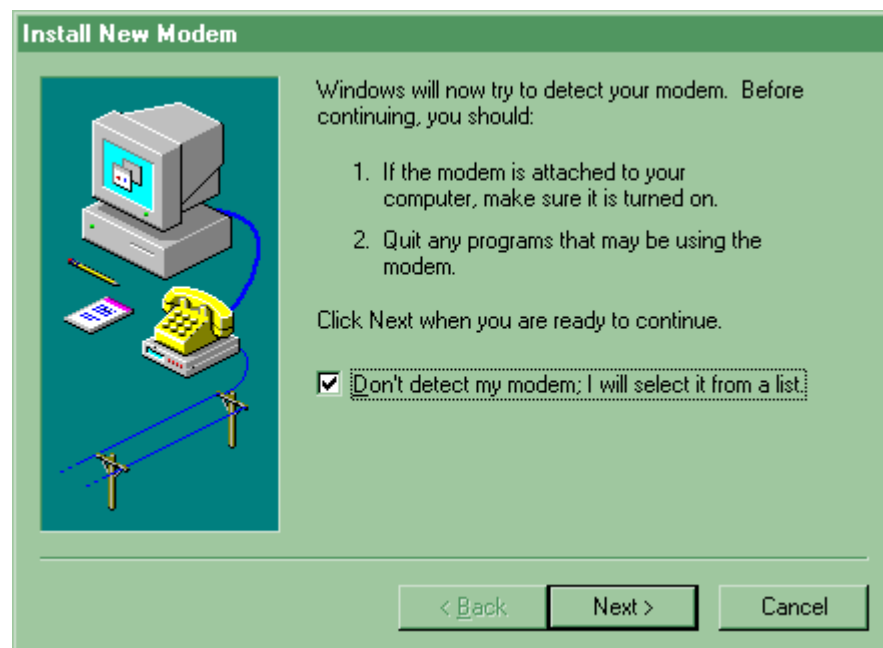 Install New Modem
Windows will now try to detect your modem.  Before
continuing, you should:
1. If the modem is attached to your
computer, make sure it is turned on.
2. Quit any programs that may be using the
modem.
Click Next when you are ready to continue.
Don't detect my modem; I will select it from a list.
< Back
Next >
Cancel